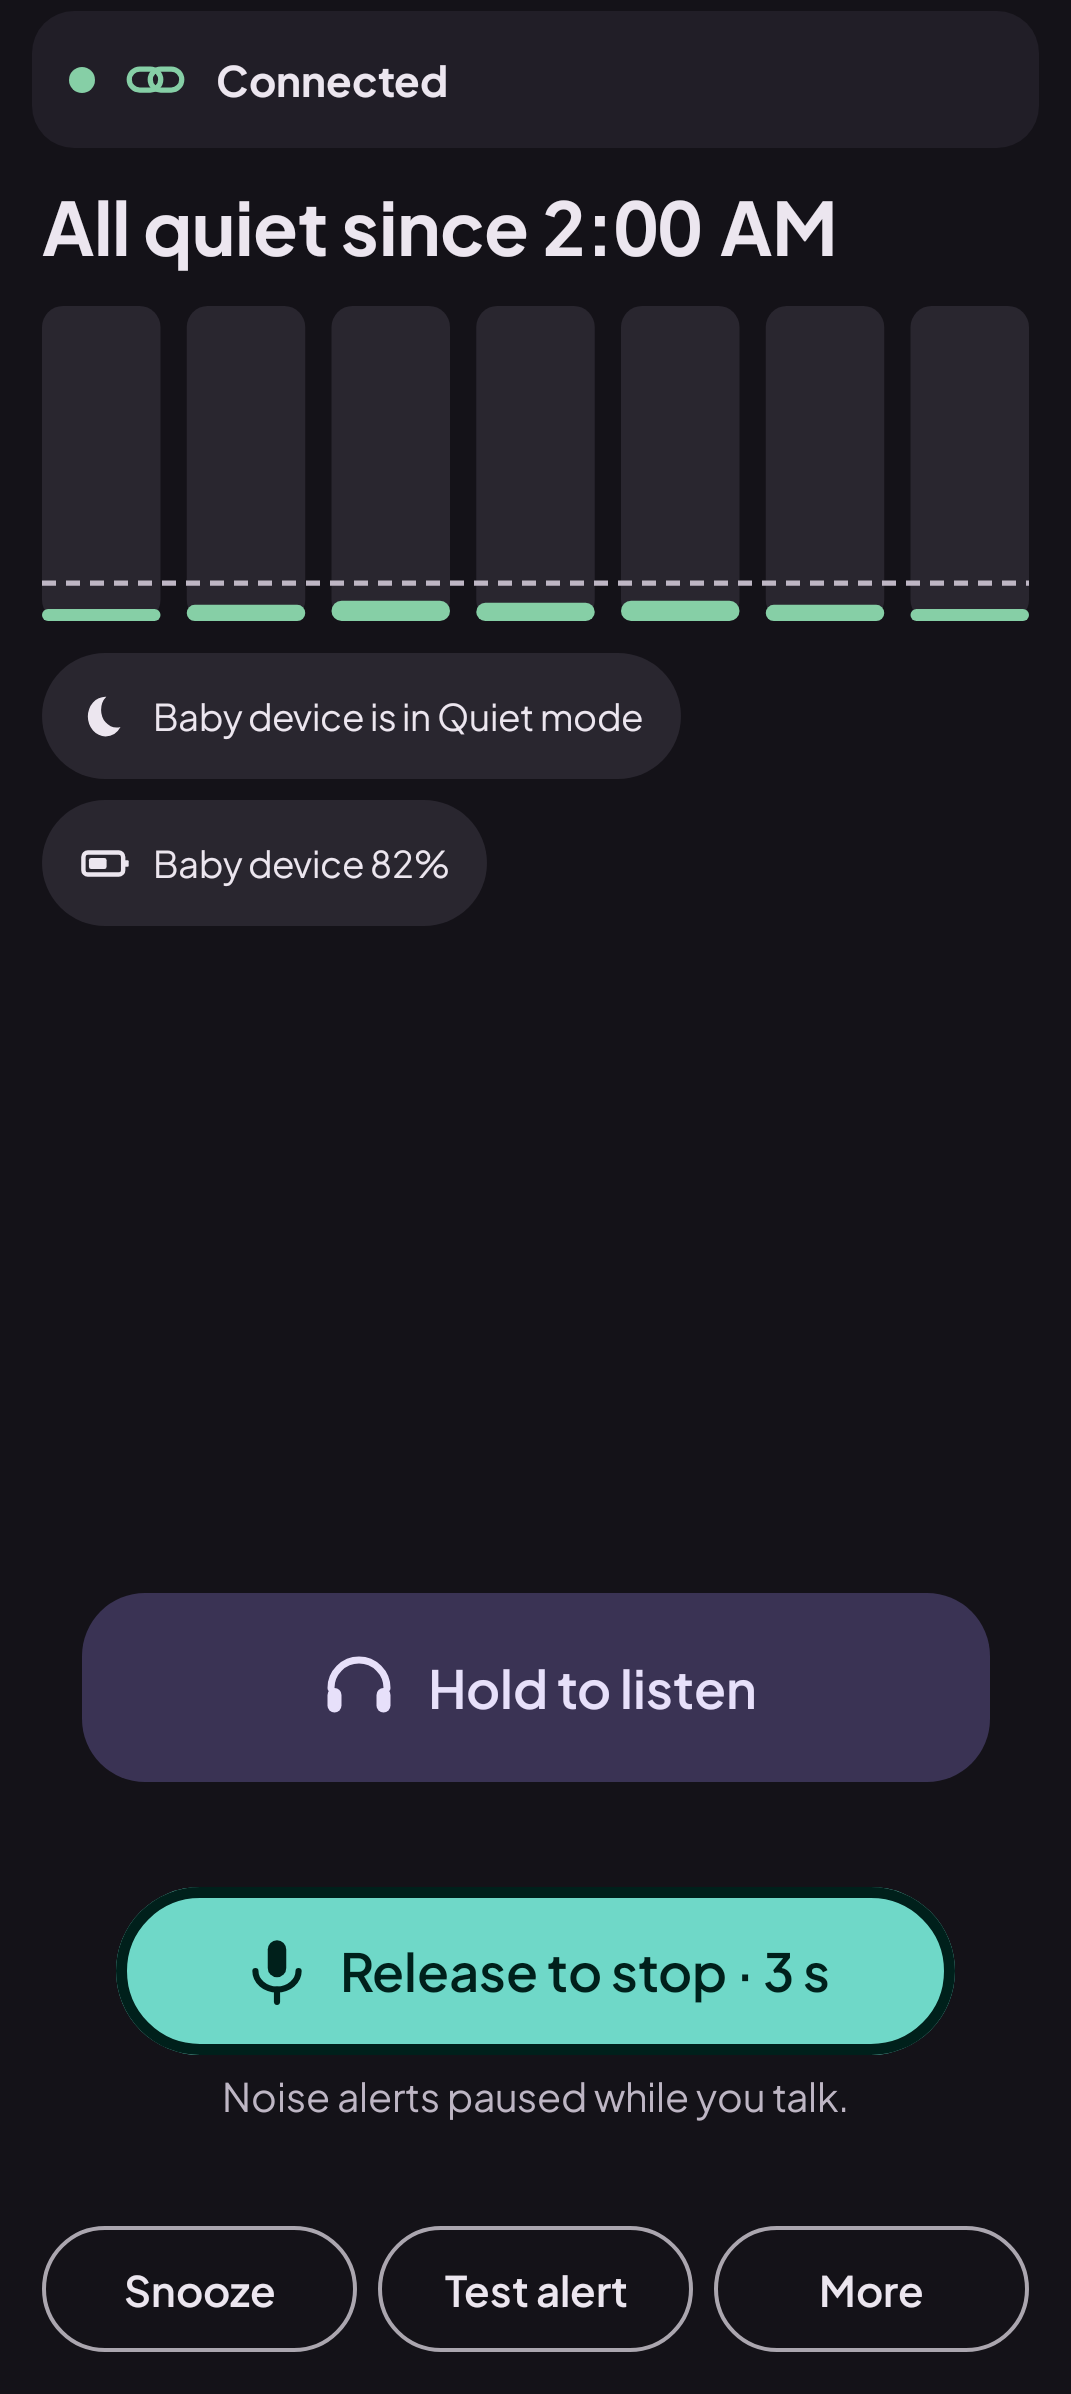 Connected
All quiet since 2:00 AM
Baby device is in Quiet mode
Baby device 82%
Hold to listen
Release to stop · 3 s
Noise alerts paused while you talk.
Snooze
Test alert
More